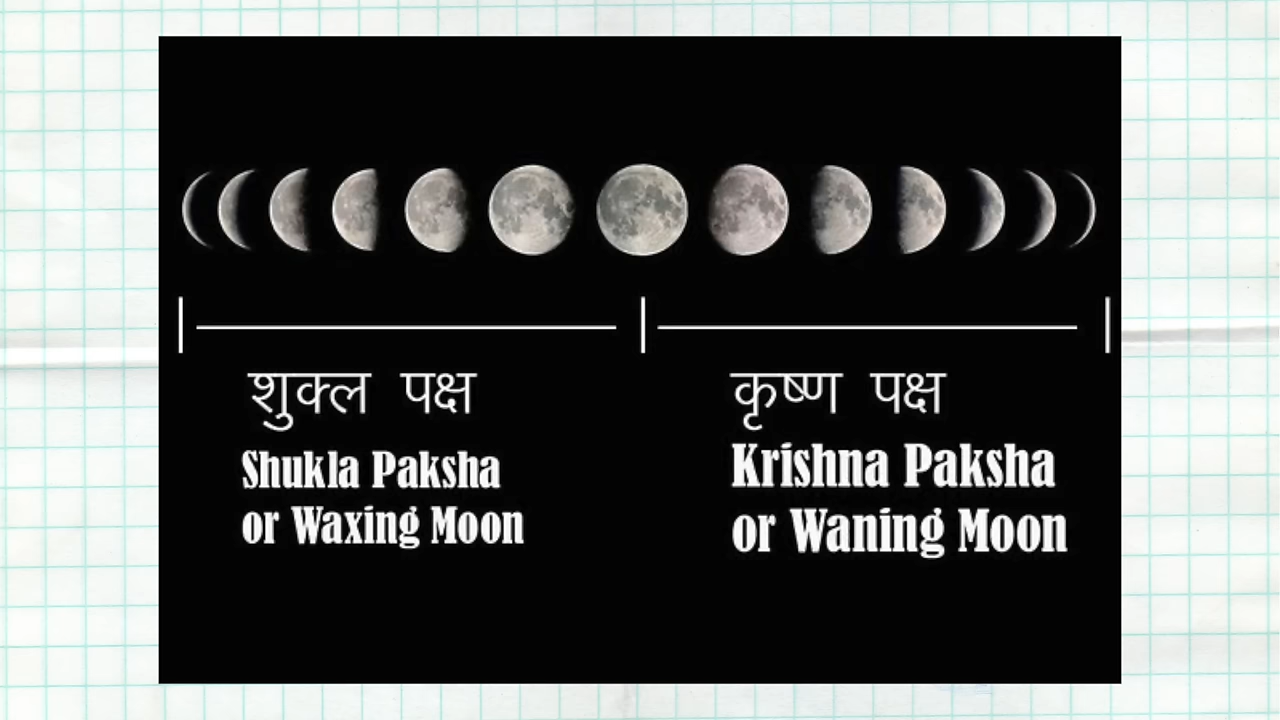 शुक्ल पक्ष
Shukla Paksha
or Waxing Moon
कृष्ण पक्ष
Krishna Paksha
or Waning Moon